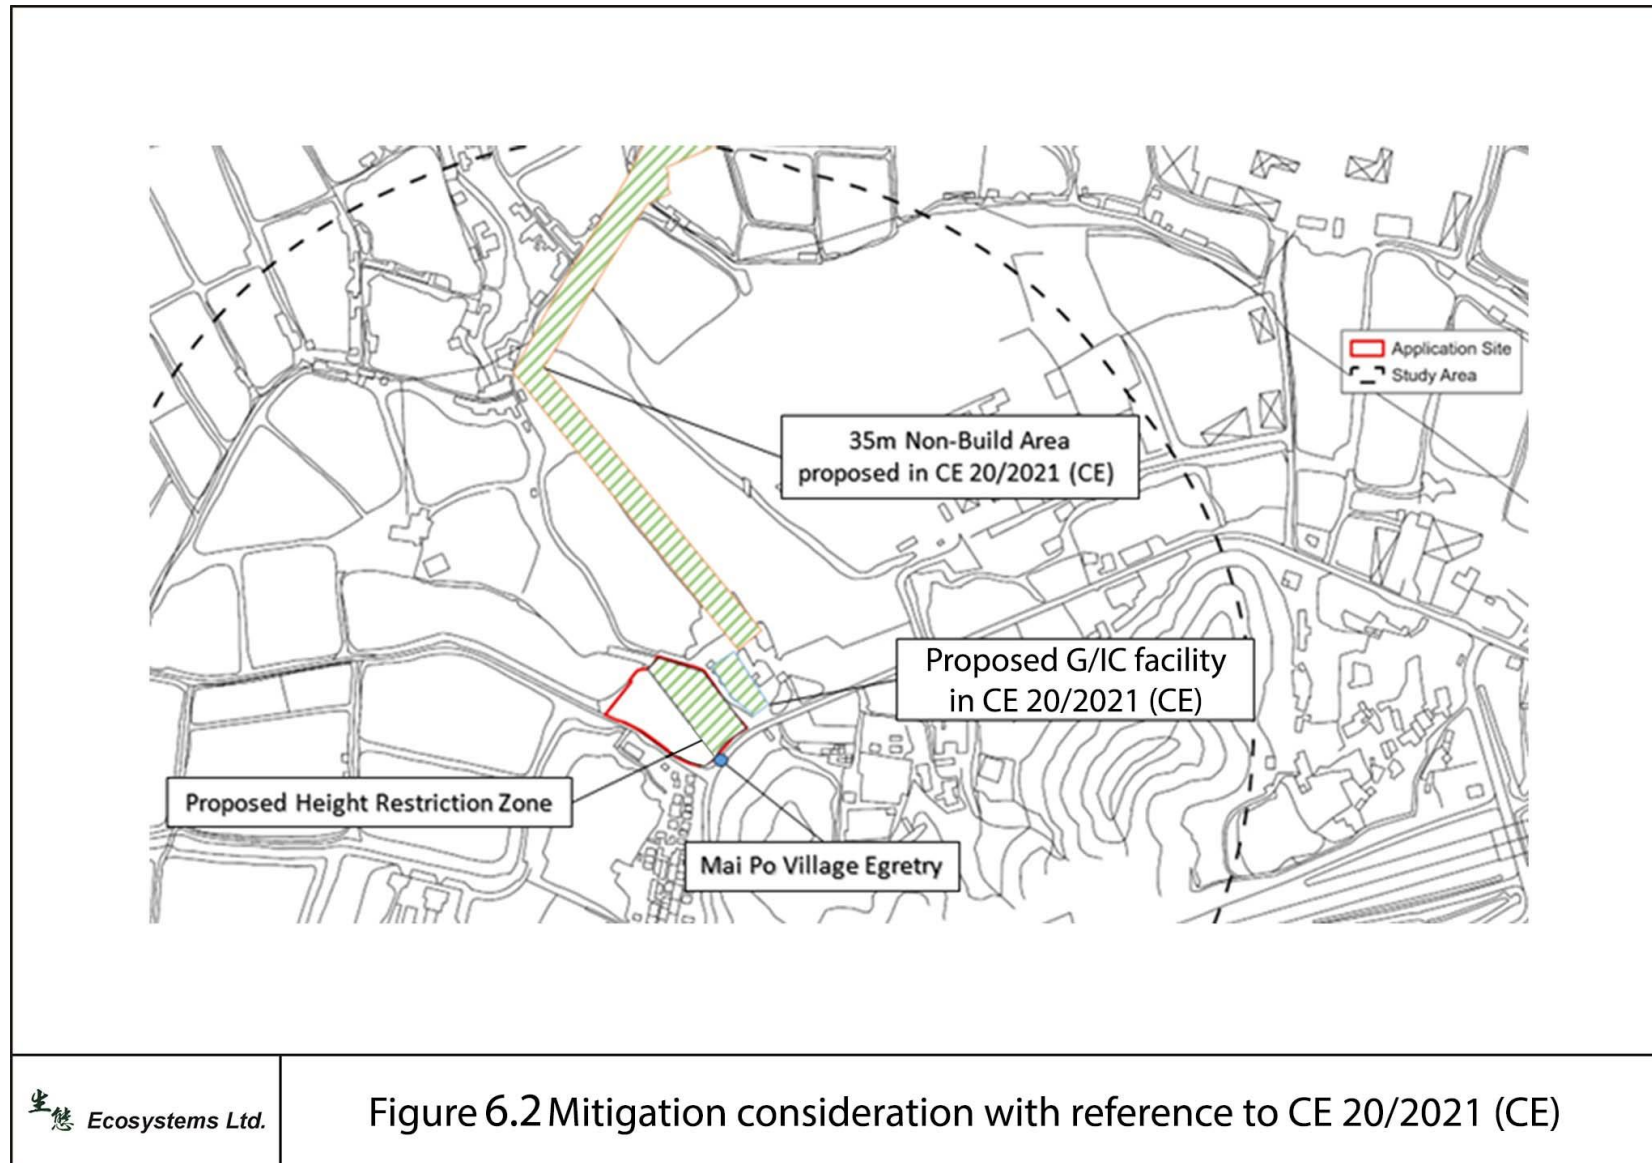 Application Site
Study Area
35m Non-Build Area
proposed in CE 20/2021 (CE)
Proposed G/IC facility
in CE 20/2021 (CE)
Proposed Height Restriction Zone
Mai Po Village Egretry
生態 Ecosystems Ltd.
Figure 6.2 Mitigation consideration with reference to CE 20/2021 (CE)